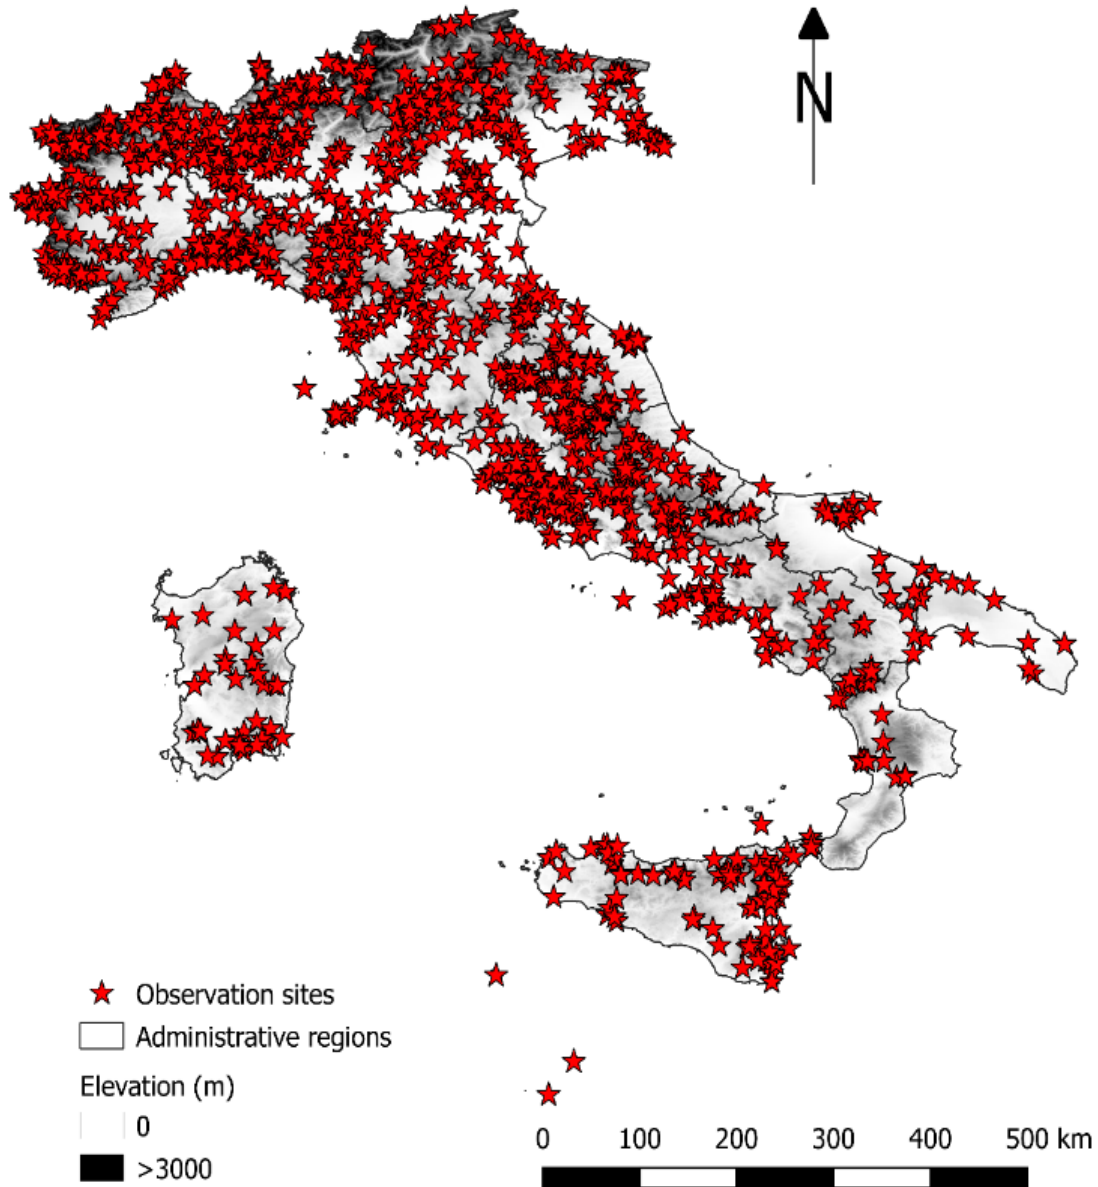 N
Observation sites
Administrative regions
Elevation (m)
0
>3000
0 100 200 300 400 500 km